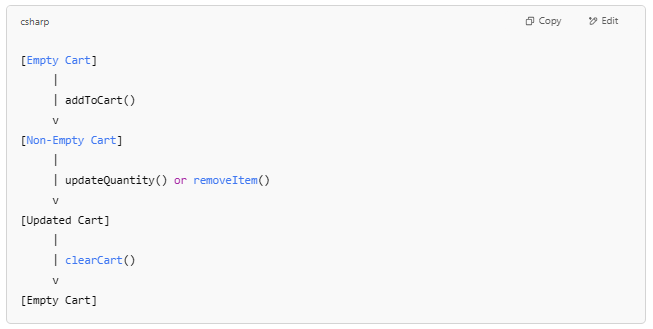 csharp Copy Edit
[Empty Cart]
|
| addToCart()
v
[Non-Empty Cart]
|
| updateQuantity() or removeItem()
v
[Updated Cart]
|
| clearCart()
v
[Empty Cart]